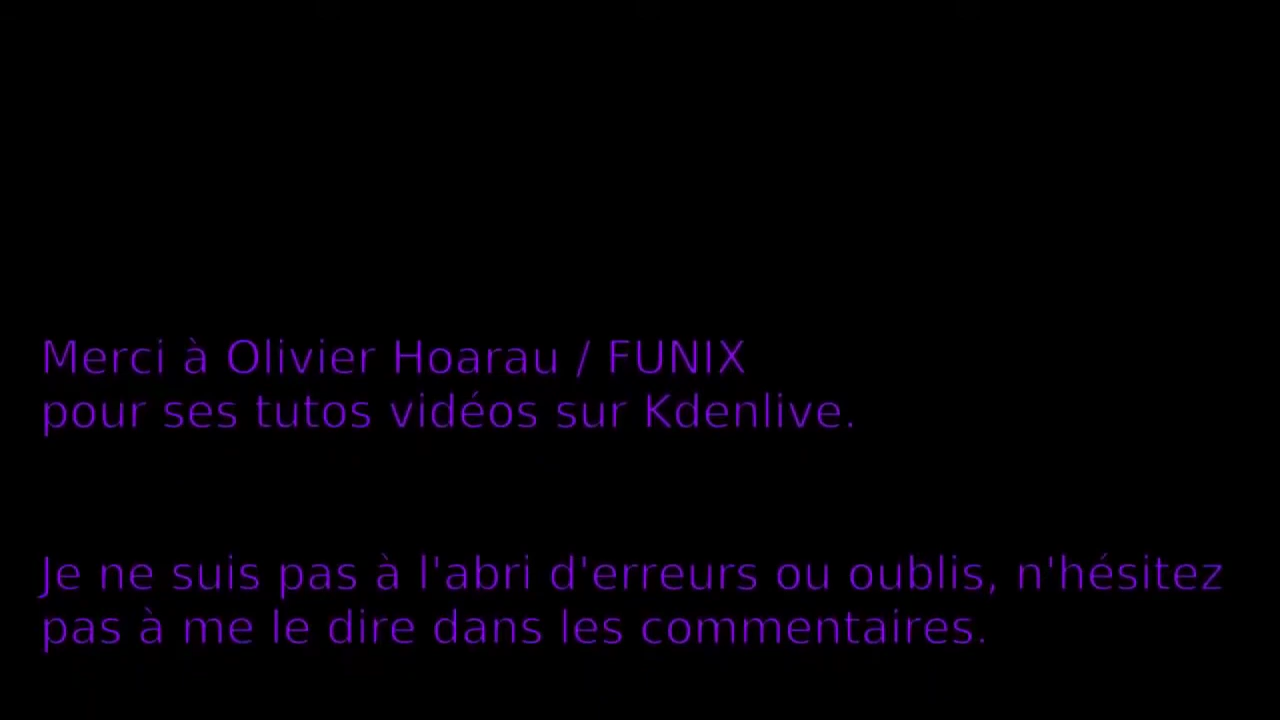 Merci à Olivier Hoarau / FUNIX
pour ses tutos vidéos sur Kdenlive.
Je ne suis pas à l'abri d'erreurs ou oublis, n'hésitez
pas à me le dire dans les commentaires.